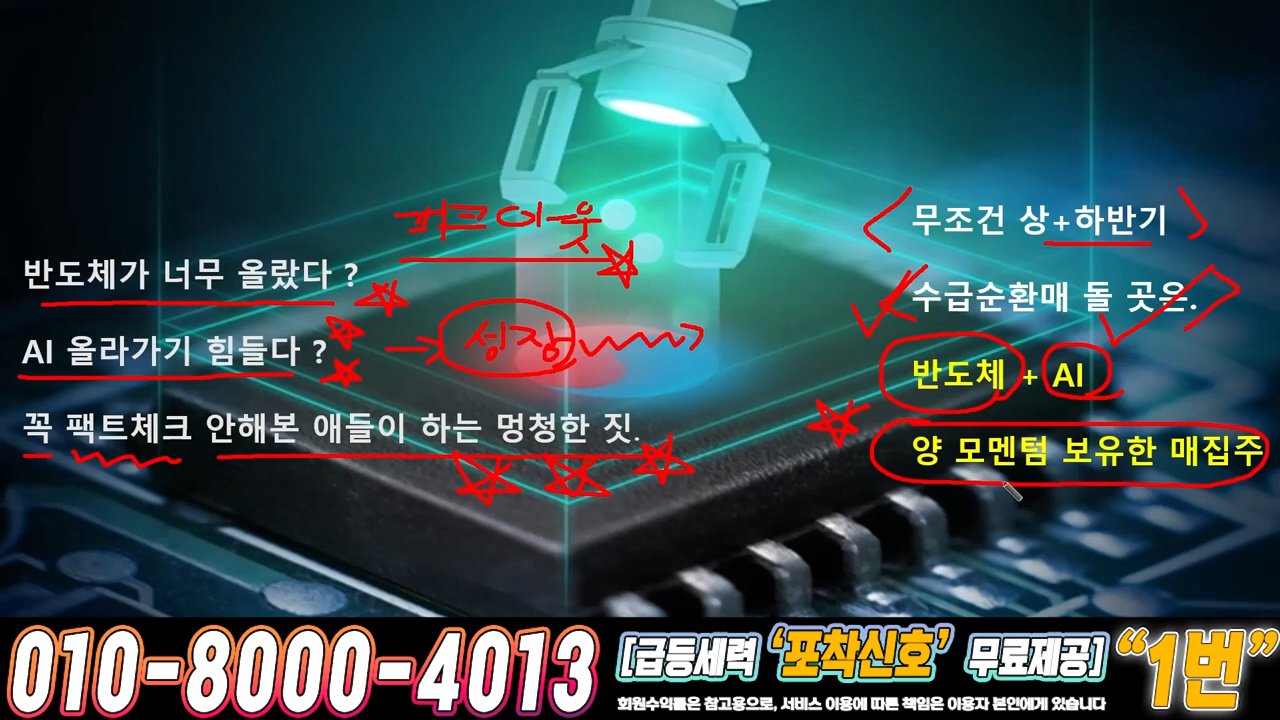 피크아웃
반도체가 너무 올랐다 ?
AI 올라가기 힘들다 ?
성장
꼭 팩트체크 안해본 애들이 하는 멍청한 짓.
무조건 상+하반기
수급순환매 돌 곳은.
반도체 + AI
양 모멘텀 보유한 매집주
010-8000-4013
[급등세력 '포착신호' 무료제공] "1번"
회원수익률은 참고용으로, 서비스 이용에 따른 책임은 이용자 본인에게 있습니다